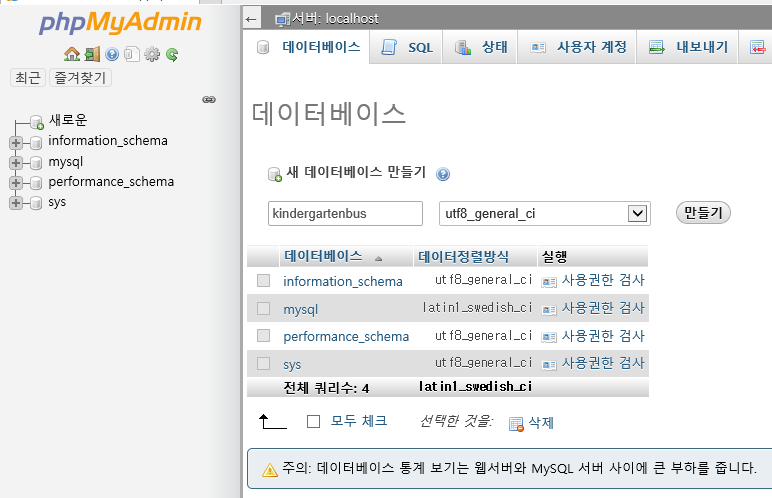 phpMyAdmin
최근 즐겨찾기
새로운
information_schema
mysql
performance_schema
sys
서버: localhost
데이터베이스 SQL 상태 사용자 계정 내보내기
데이터베이스
새 데이터베이스 만들기
kindergartenbus utf8_general_ci 만들기
데이터베이스 데이터정렬방식 실행
information_schema utf8_general_ci 사용권한 검사
mysql latin1_swedish_ci 사용권한 검사
performance_schema utf8_general_ci 사용권한 검사
sys utf8_general_ci 사용권한 검사
전체 쿼리수: 4 latin1_swedish_ci
모두 체크 선택한 것을: 삭제
주의: 데이터베이스 통계 보기는 웹서버와 MySQL 서버 사이에 큰 부하를 줍니다.